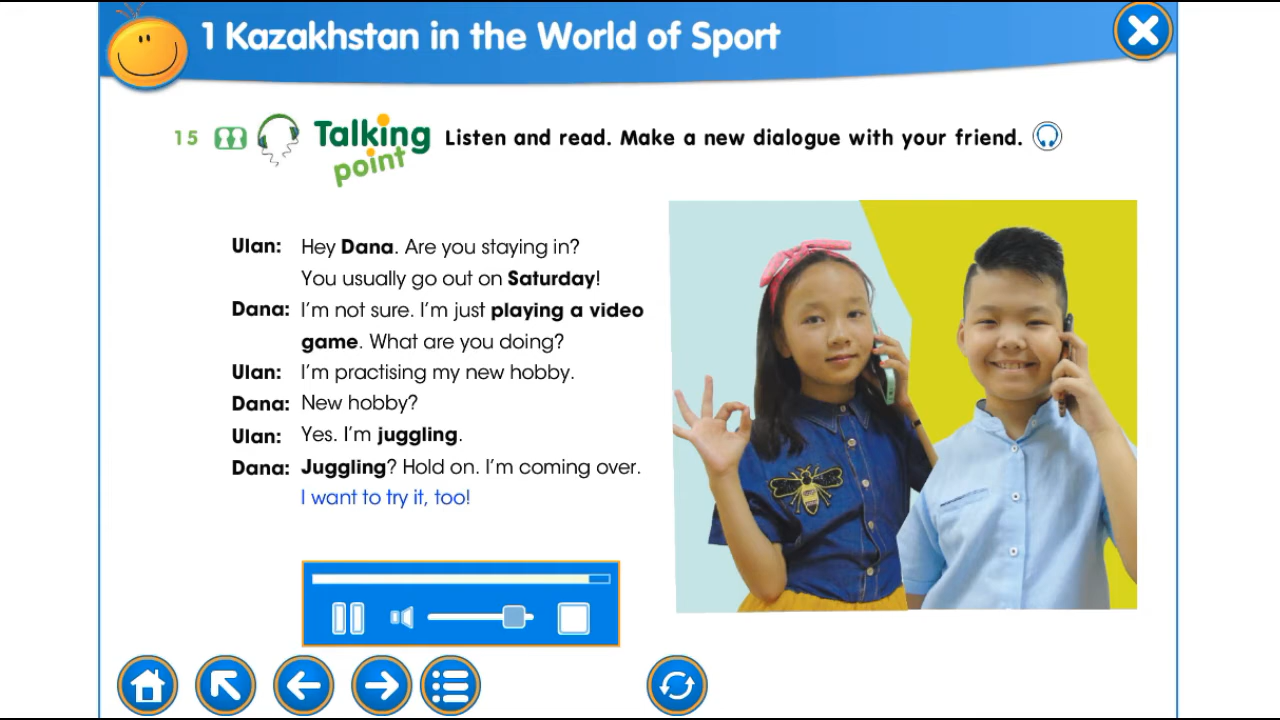 1 Kazakhstan in the World of Sport
15 Talking point Listen and read. Make a new dialogue with your friend.
Ulan: Hey Dana. Are you staying in?
You usually go out on Saturday!
Dana: I'm not sure. I'm just playing a video
game. What are you doing?
Ulan: I'm practising my new hobby.
Dana: New hobby?
Ulan: Yes. I'm juggling.
Dana: Juggling? Hold on. I'm coming over.
I want to try it, too!